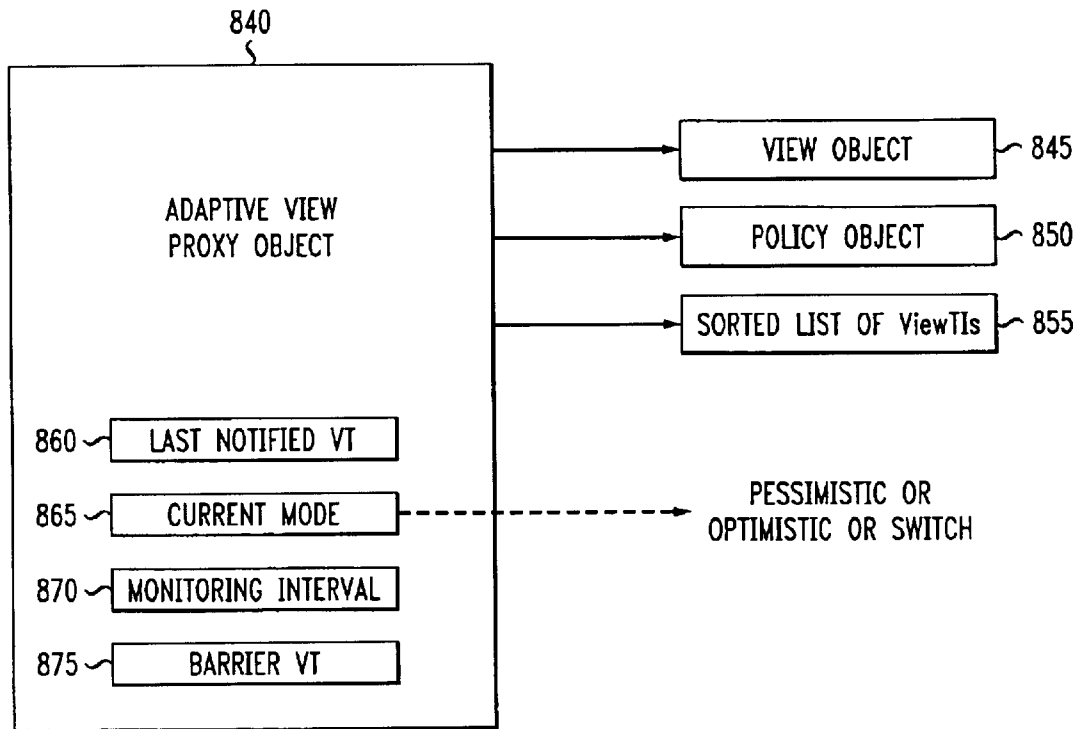 840
ADAPTIVE VIEW
PROXY OBJECT
VIEW OBJECT
845
POLICY OBJECT
850
SORTED LIST OF ViewTIs
855
860
LAST NOTIFIED VT
865
CURRENT MODE
PESSIMISTIC OR
OPTIMISTIC OR SWITCH
870
MONITORING INTERVAL
875
BARRIER VT